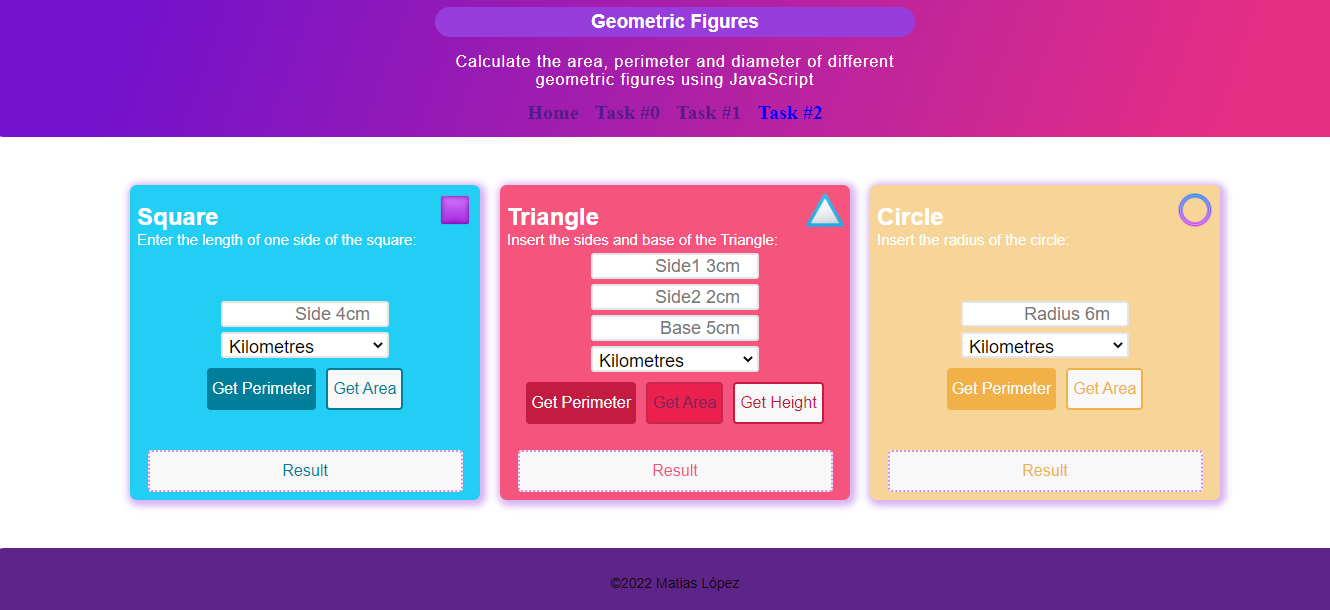 Geometric Figures
Calculate the area, perimeter and diameter of different
geometric figures using JavaScript
Home Task #0 Task #1 Task #2
Square
Enter the length of one side of the square:
Side 4cm
Kilometres
Get Perimeter Get Area
Result
Triangle
Insert the sides and base of the Triangle:
Side1 3cm
Side2 2cm
Base 5cm
Kilometres
Get Perimeter Get Area Get Height
Result
Circle
Insert the radius of the circle:
Radius 6m
Kilometres
Get Perimeter Get Area
Result
©2022 Matias López